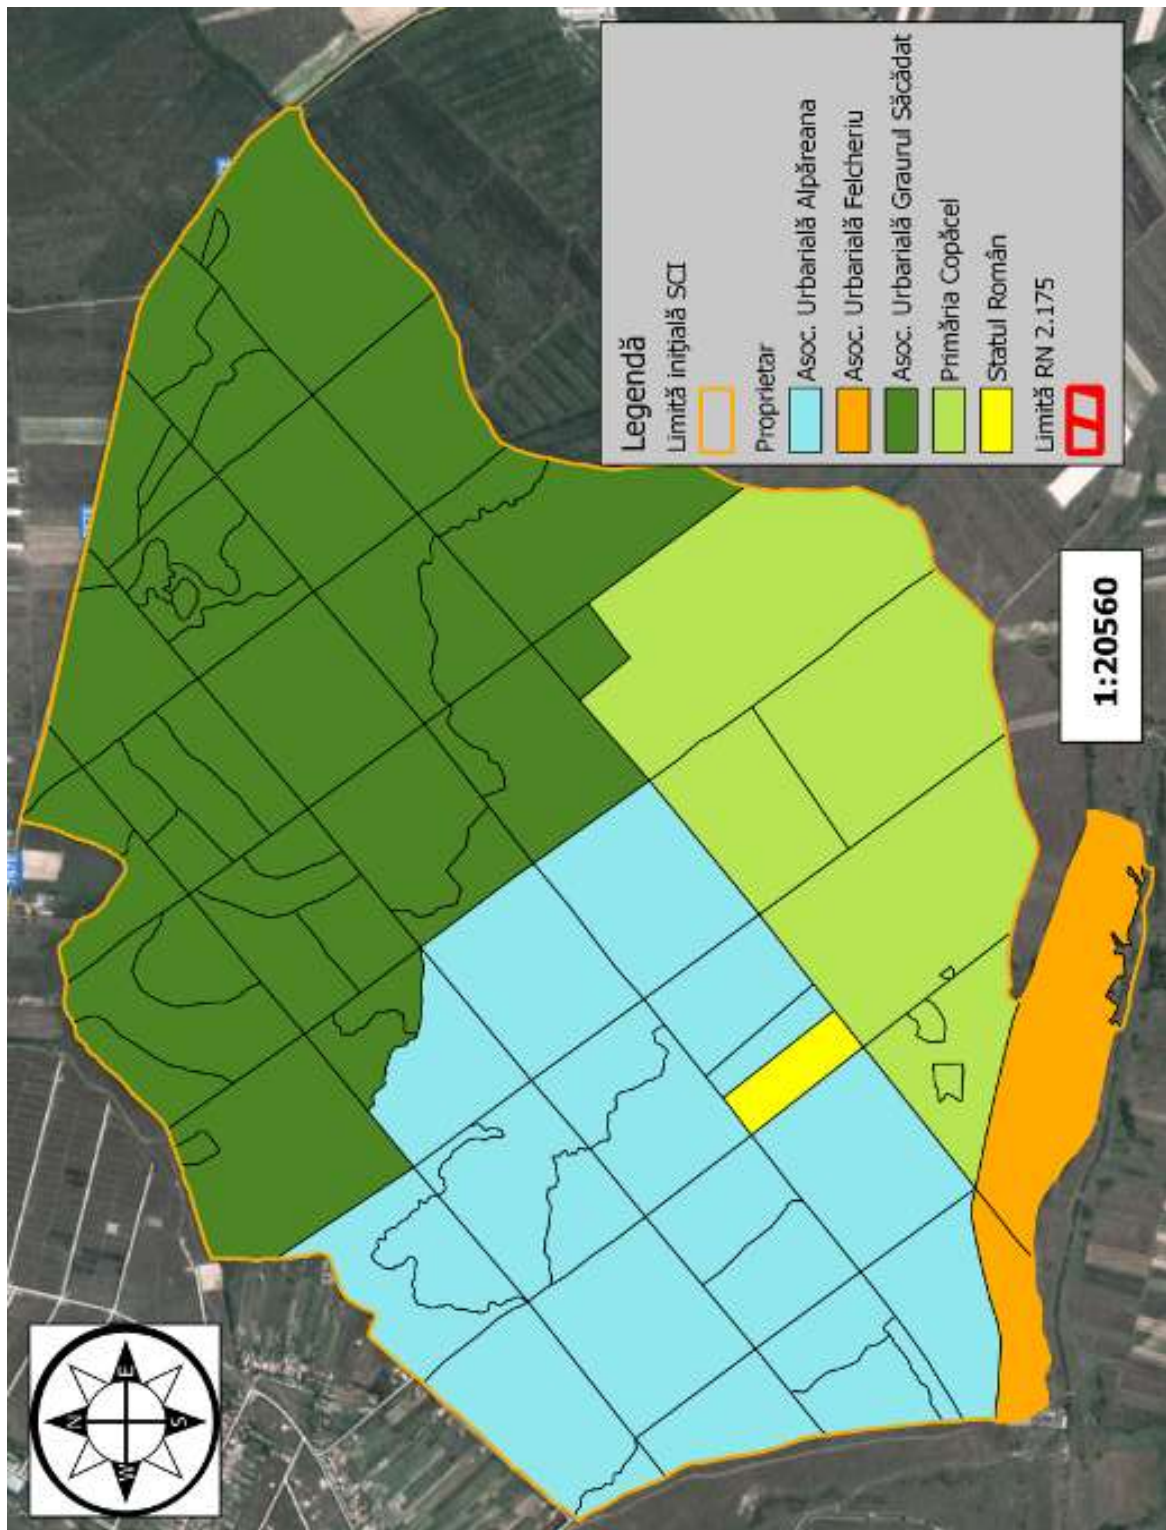 Legendă
Limită inițială SCI
Proprietar
Asoc. Urbarială Alpăreana
Asoc. Urbarială Felcheriu
Asoc. Urbarială Graurul Săcădat
Primăria Copăcel
Statul Român
Limită RN 2.175
1:20560
N
E
S
W